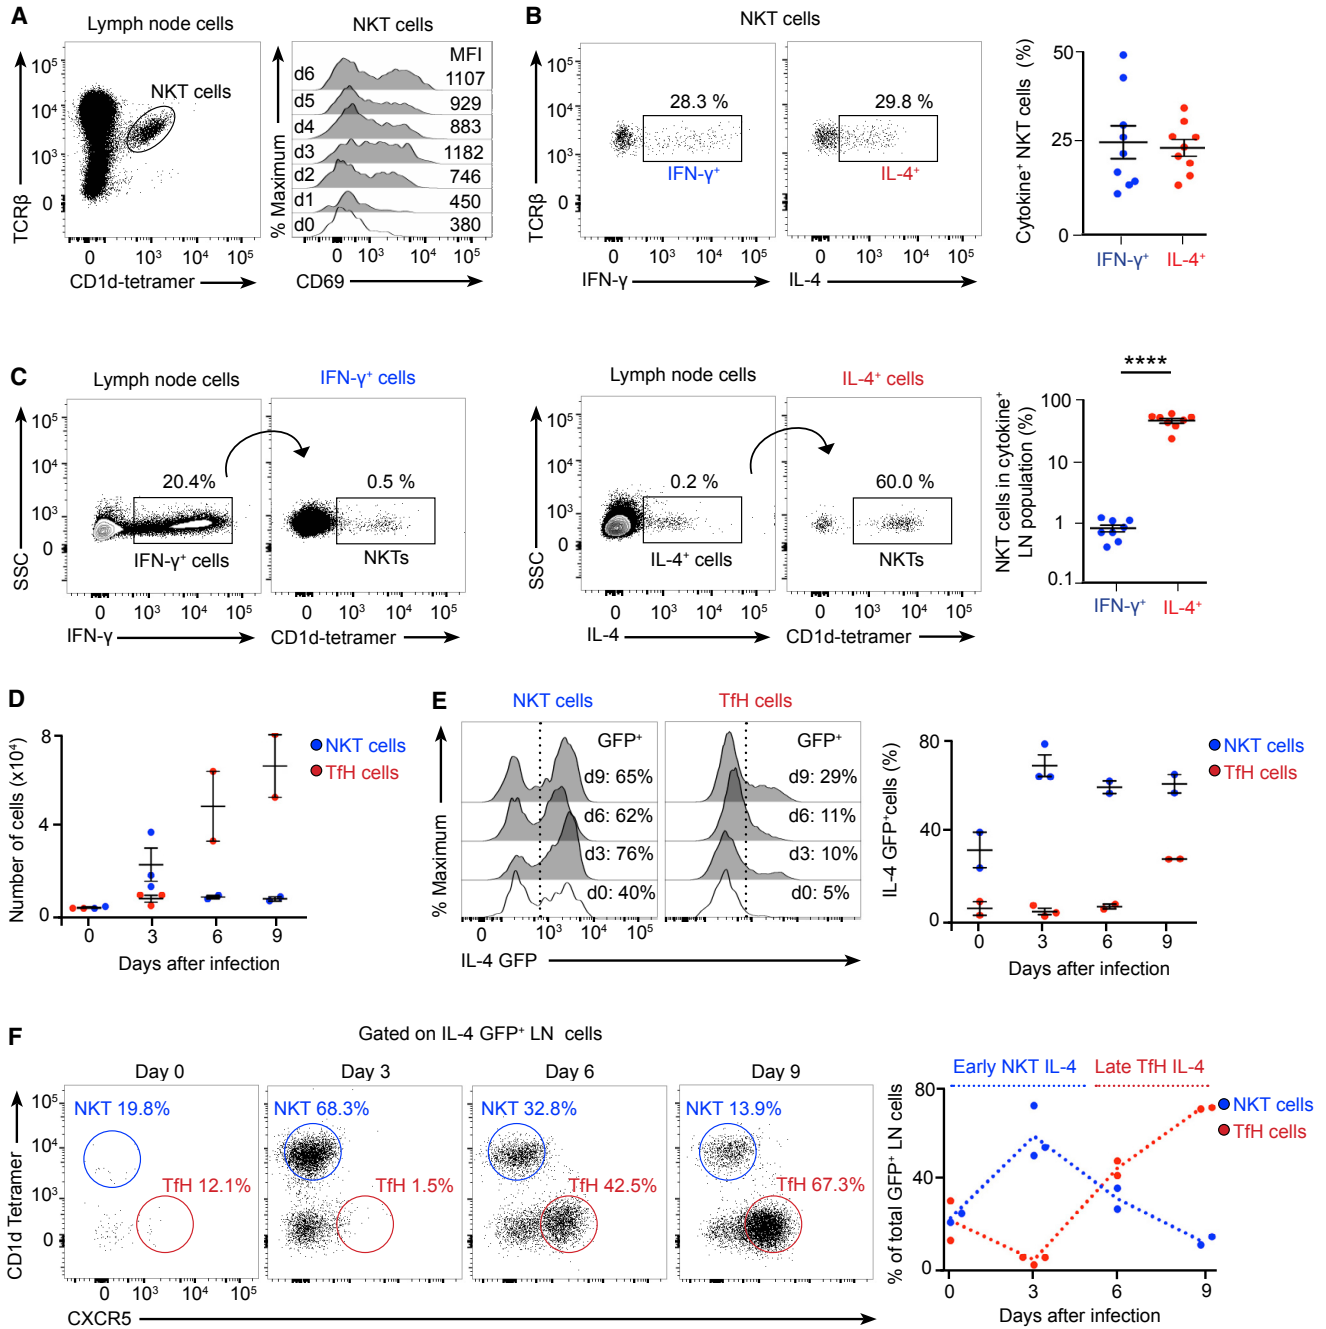 A
Lymph node cells
TCRβ
10⁵
10⁴
10³
0
NKT cells
0 10³ 10⁴ 10⁵
CD1d-tetramer
NKT cells
% Maximum
MFI
d6 1107
d5 929
d4 883
d3 1182
d2 746
d1 450
d0 380
0 10³ 10⁴ 10⁵
CD69
B
NKT cells
TCRβ
10⁵
10⁴
10³
0
28.3 %
IFN-γ⁺
0 10³ 10⁴ 10⁵
IFN-γ
29.8 %
IL-4⁺
0 10³ 10⁴ 10⁵
IL-4
Cytokine⁺ NKT cells (%)
50
25
0
IFN-γ⁺ IL-4⁺
C
Lymph node cells
SSC
10⁵
10⁴
10³
0
20.4%
IFN-γ⁺ cells
0 10³ 10⁴ 10⁵
IFN-γ
IFN-γ⁺ cells
0.5 %
NKTs
0 10³ 10⁴ 10⁵
CD1d-tetramer
Lymph node cells
SSC
10⁵
10⁴
10³
0
0.2 %
IL-4⁺ cells
0 10³ 10⁴ 10⁵
IL-4
IL-4⁺ cells
60.0 %
NKTs
0 10³ 10⁴ 10⁵
CD1d-tetramer
****
NKT cells in cytokine⁺
LN population (%)
100
10
1
0.1
IFN-γ⁺ IL-4⁺
D
Number of cells (x10⁴)
8
4
0
0 3 6 9
Days after infection
NKT cells
TfH cells
E
NKT cells
% Maximum
GFP⁺
d9: 65%
d6: 62%
d3: 76%
d0: 40%
0 10³ 10⁴ 10⁵
IL-4 GFP
TfH cells
GFP⁺
d9: 29%
d6: 11%
d3: 10%
d0: 5%
IL-4 GFP⁺cells (%)
80
40
0
0 3 6 9
Days after infection
NKT cells
TfH cells
F
Gated on IL-4 GFP⁺ LN cells
CD1d Tetramer
10⁵
10⁴
10³
0
Day 0
NKT 19.8%
TfH 12.1%
0 10³ 10⁴ 10⁵
CXCR5
Day 3
NKT 68.3%
TfH 1.5%
Day 6
NKT 32.8%
TfH 42.5%
Day 9
NKT 13.9%
TfH 67.3%
% of total GFP⁺ LN cells
Early NKT IL-4 Late TfH IL-4
80
40
0
0 3 6 9
Days after infection
NKT cells
TfH cells